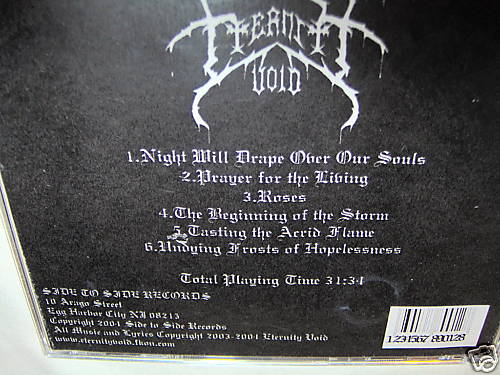 ETERNITY
VOID
1.Night Will Drape Over Our Souls
2.Prayer for the Living
3.Roses
4.The Beginning of the Storm
5.Tasting the Acrid Flame
6.Undying Frosts of Hopelessness
Total Playing Time 31:34
SIDE TO SIDE RECORDS
10 Arago Street
Egg Harbor City NJ 08215
Copyright 2004 Side to Side Records
All Music and Lyrics Copyright 2003-2004 Eternity Void
www.eternityvoid.tkon.com
1 231567 890128